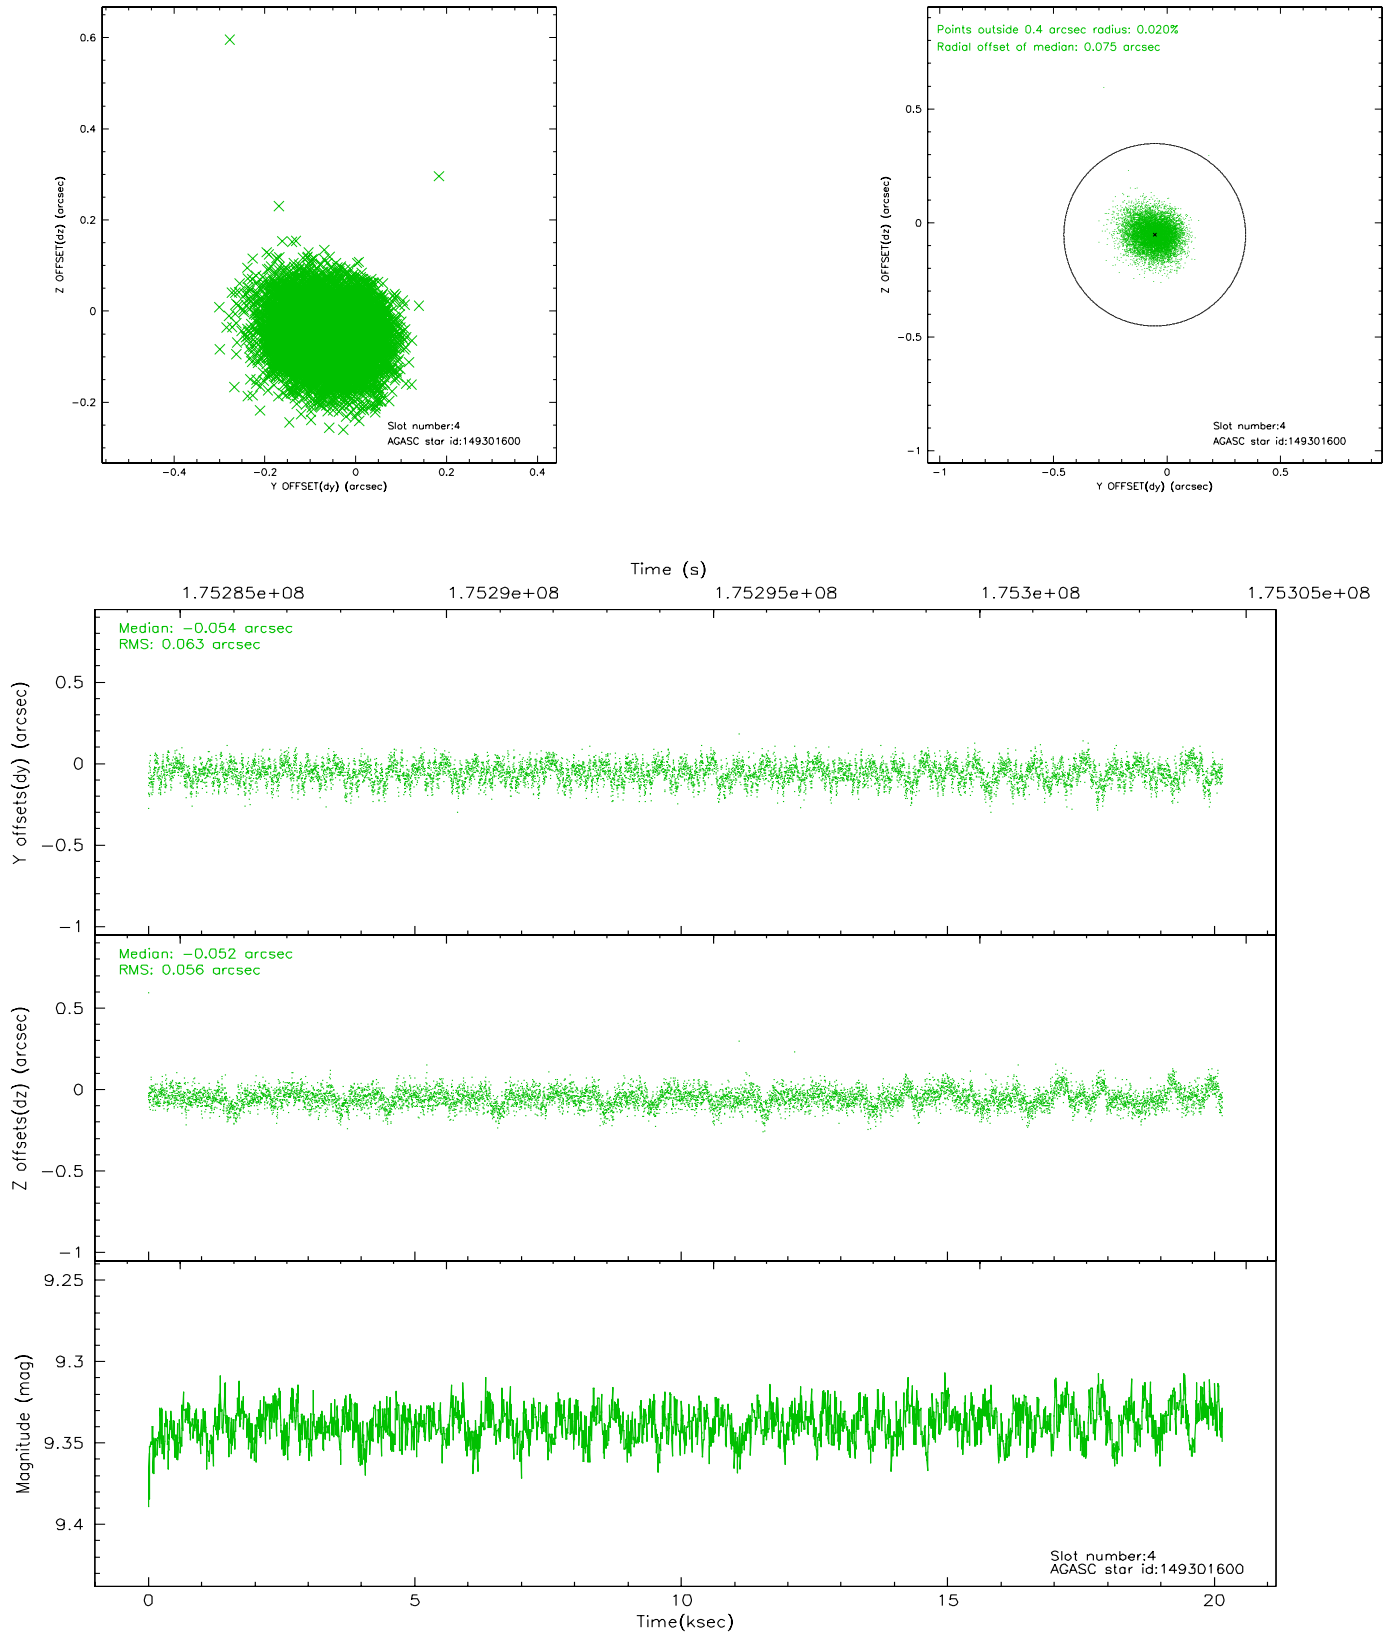 0.6
0.4
0.2
0
-0.2
Z OFFSET(dz) (arcsec)
Slot number:4
AGASC star id:149301600
-0.4
-0.2
0
0.2
0.4
Y OFFSET(dy) (arcsec)
Points outside 0.4 arcsec radius: 0.020%
Radial offset of median: 0.075 arcsec
0.5
0
-0.5
-1
Z OFFSET(dz) (arcsec)
Slot number:4
AGASC star id:149301600
-1
-0.5
0
0.5
Y OFFSET(dy) (arcsec)
Time (s)
1.75285e+08
1.7529e+08
1.75295e+08
1.753e+08
1.75305e+08
Median: -0.054 arcsec
RMS: 0.063 arcsec
0.5
0
-0.5
-1
Y offsets(dy) (arcsec)
Median: -0.052 arcsec
RMS: 0.056 arcsec
0.5
0
-0.5
-1
Z offsets(dz) (arcsec)
9.25
9.3
9.35
9.4
Magnitude (mag)
Slot number:4
AGASC star id:149301600
0
5
10
15
20
Time(ksec)